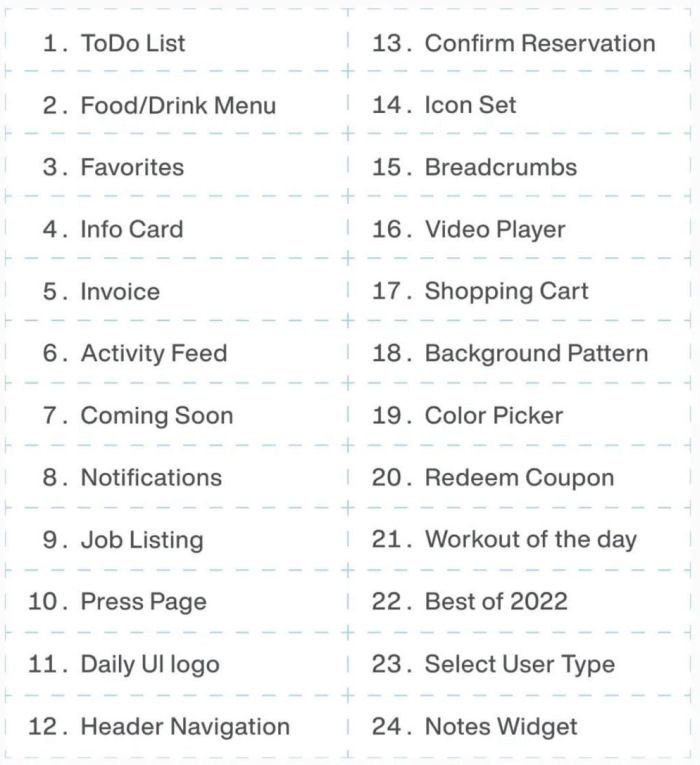 1. ToDo List
2. Food/Drink Menu
3. Favorites
4. Info Card
5. Invoice
6. Activity Feed
7. Coming Soon
8. Notifications
9. Job Listing
10. Press Page
11. Daily UI logo
12. Header Navigation
13. Confirm Reservation
14. Icon Set
15. Breadcrumbs
16. Video Player
17. Shopping Cart
18. Background Pattern
19. Color Picker
20. Redeem Coupon
21. Workout of the day
22. Best of 2022
23. Select User Type
24. Notes Widget